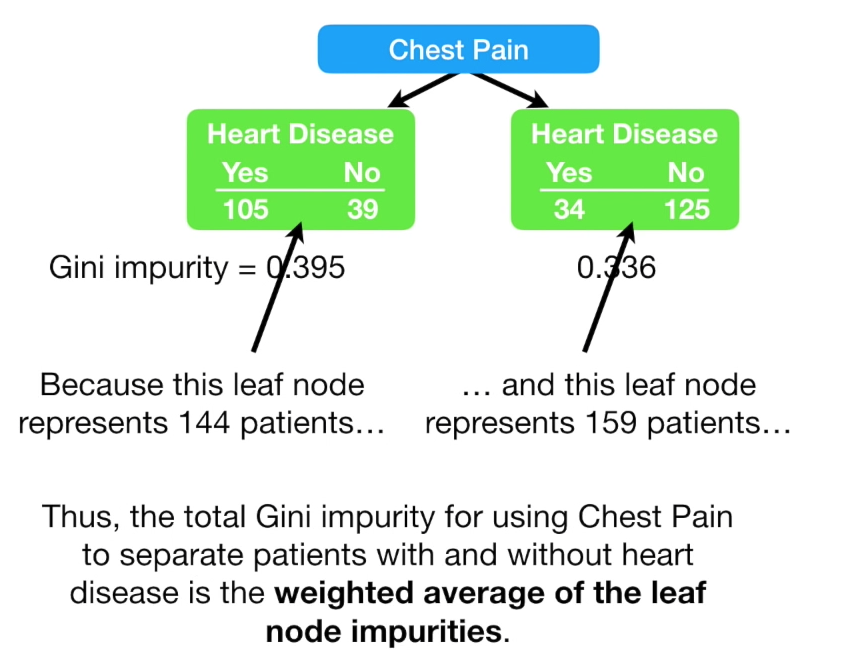 Chest Pain
Heart Disease
Yes No
105 39
Heart Disease
Yes No
34 125
Gini impurity = 0.395
0.336
Because this leaf node
represents 144 patients…
… and this leaf node
represents 159 patients…
Thus, the total Gini impurity for using Chest Pain
to separate patients with and without heart
disease is the weighted average of the leaf
node impurities.